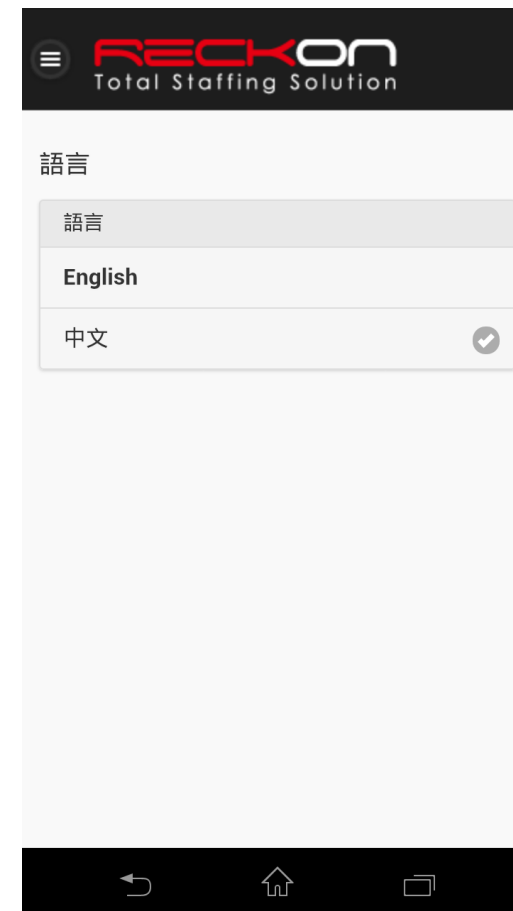 RECKON
Total Staffing Solution
語言
語言
English
中文